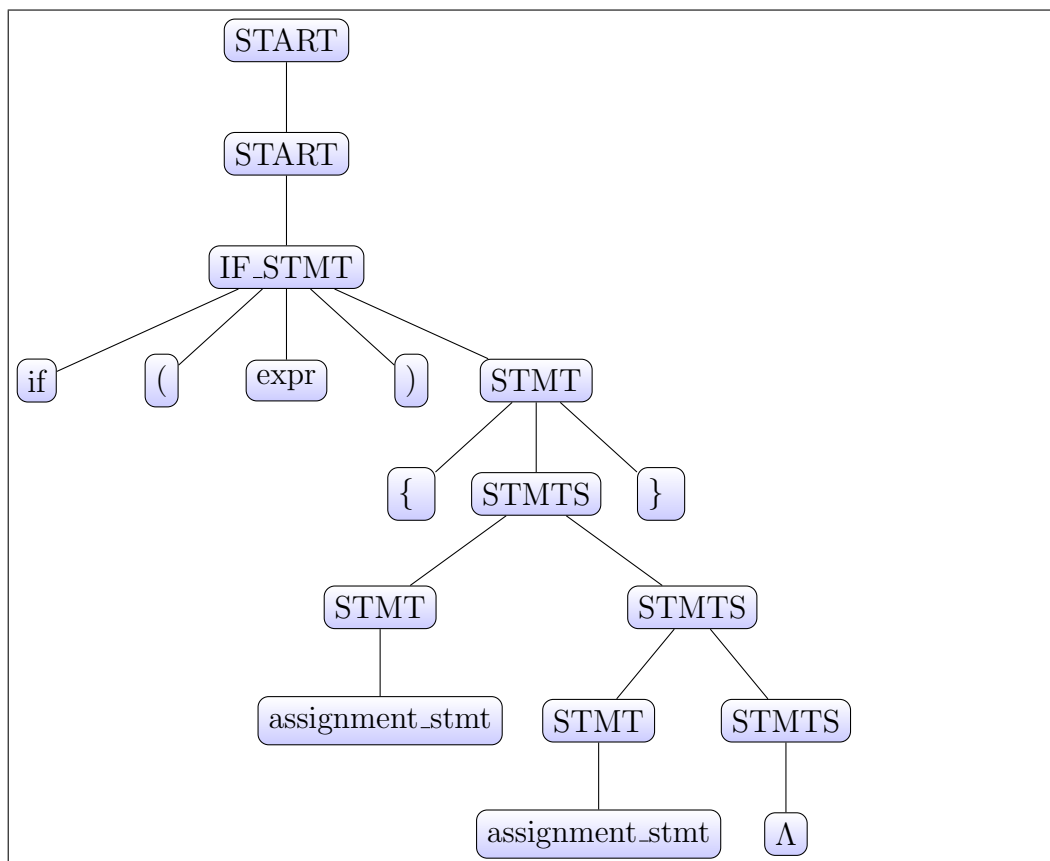 START
START
IF_STMT
if ( expr ) STMT
{ STMTS }
STMT STMTS
assignment_stmt STMT STMTS
assignment_stmt Λ